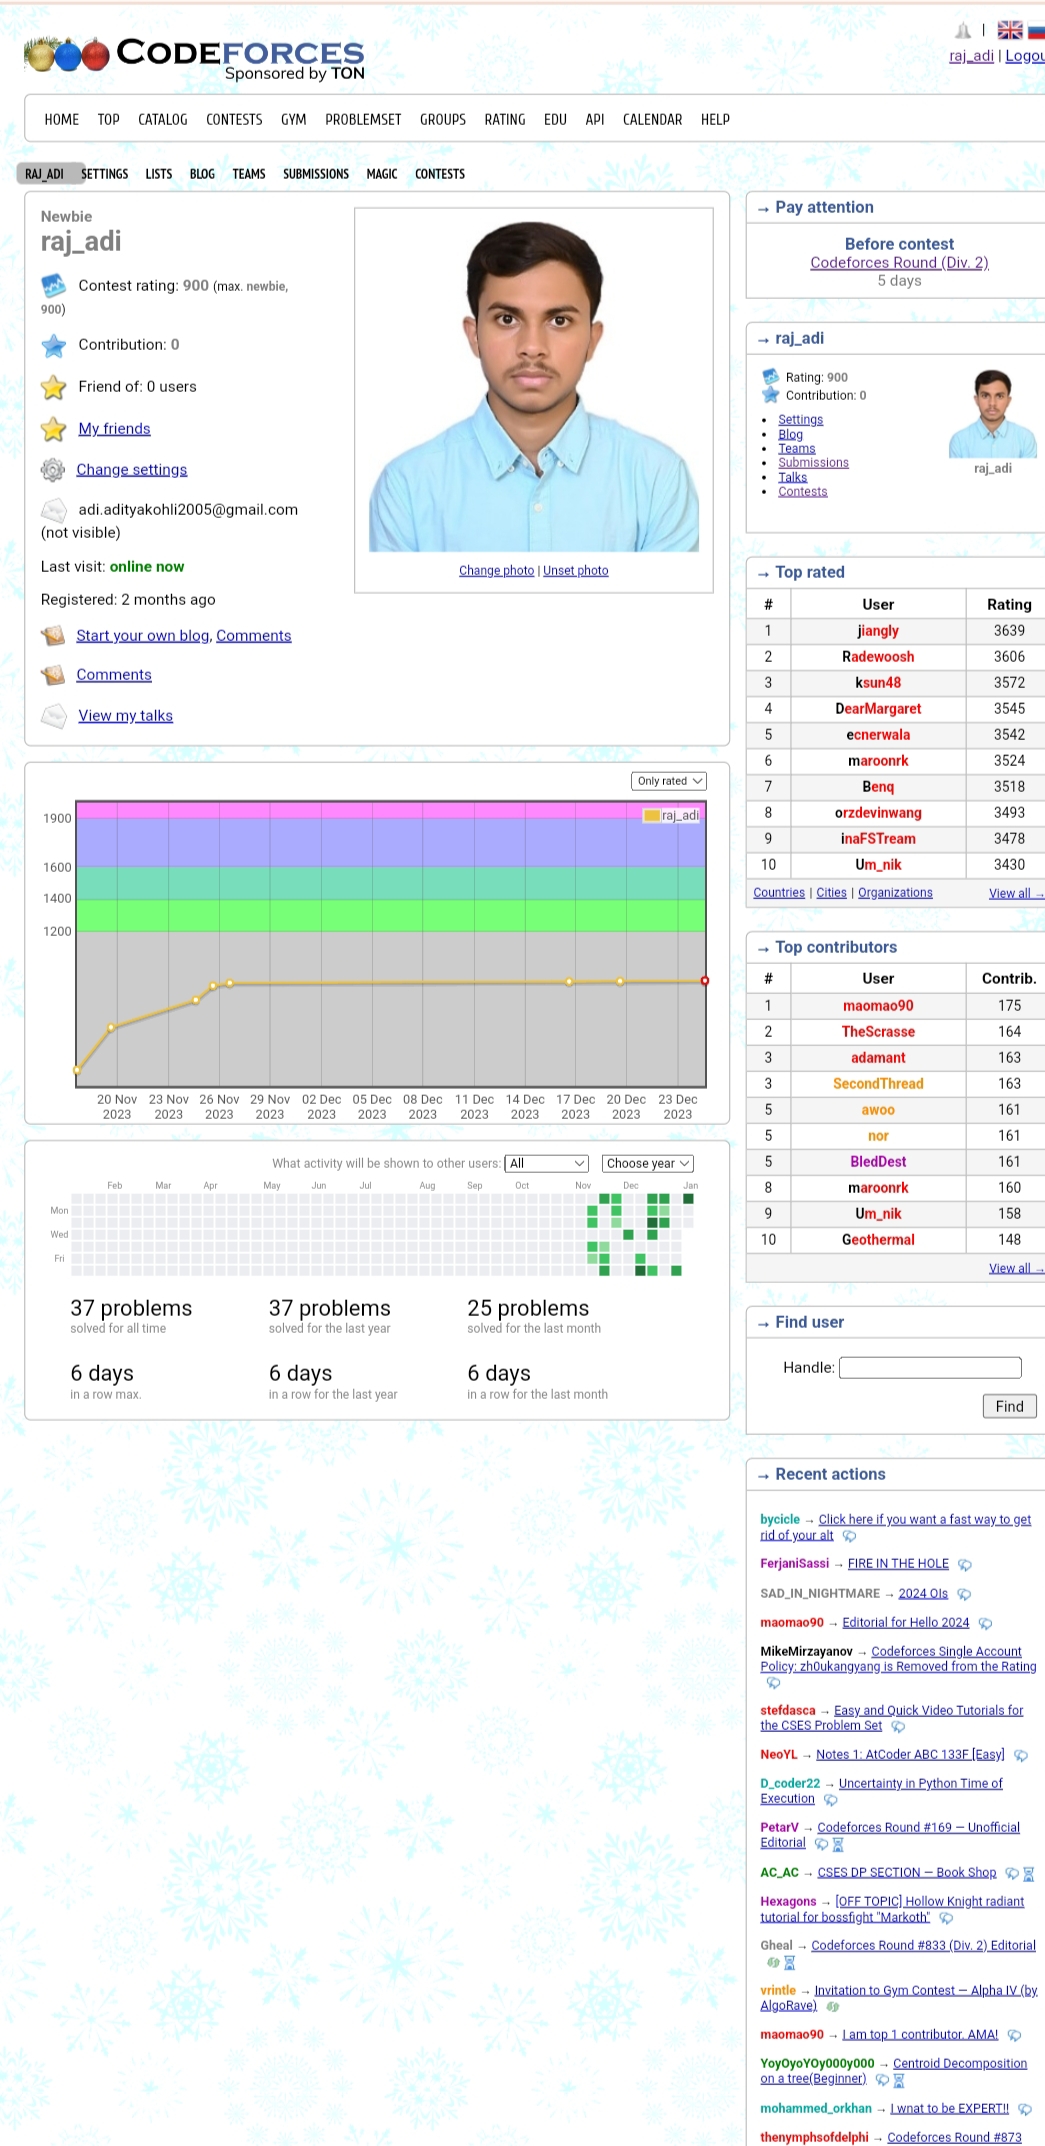 CODEFORCES
Sponsored by TON
|
raj_adi | Logou
HOME TOP CATALOG CONTESTS GYM PROBLEMSET GROUPS RATING EDU API CALENDAR HELP
RAJ_ADI SETTINGS LISTS BLOG TEAMS SUBMISSIONS MAGIC CONTESTS
Newbie
raj_adi
Contest rating: 900 (max. newbie,
900)
Contribution: 0
Friend of: 0 users
My friends
Change settings
adi.adityakohli2005@gmail.com
(not visible)
Last visit: online now
Registered: 2 months ago
Start your own blog, Comments
Comments
View my talks
Change photo | Unset photo
Only rated
raj_adi
1900
1600
1400
1200
20 Nov 23 Nov 26 Nov 29 Nov 02 Dec 05 Dec 08 Dec 11 Dec 14 Dec 17 Dec 20 Dec 23 Dec
2023 2023 2023 2023 2023 2023 2023 2023 2023 2023 2023 2023
What activity will be shown to other users: All Choose year
Feb Mar Apr May Jun Jul Aug Sep Oct Nov Dec Jan
Mon
Wed
Fri
37 problems 37 problems 25 problems
solved for all time solved for the last year solved for the last month
6 days 6 days 6 days
in a row max. in a row for the last year in a row for the last month
→ Pay attention
Before contest
Codeforces Round (Div. 2)
5 days
→ raj_adi
Rating: 900
Contribution: 0
• Settings
• Blog
• Teams
• Submissions
• Talks
• Contests
raj_adi
→ Top rated
# User Rating
1 jiangly 3639
2 Radewoosh 3606
3 ksun48 3572
4 DearMargaret 3545
5 ecnerwala 3542
6 maroonrk 3524
7 Benq 3518
8 orzdevinwang 3493
9 inaFSTream 3478
10 Um_nik 3430
Countries | Cities | Organizations View all →
→ Top contributors
# User Contrib.
1 maomao90 175
2 TheScrasse 164
3 adamant 163
3 SecondThread 163
5 awoo 161
5 nor 161
5 BledDest 161
8 maroonrk 160
9 Um_nik 158
10 Geothermal 148
View all →
→ Find user
Handle:
Find
→ Recent actions
bycicle → Click here if you want a fast way to get
rid of your alt
FerjaniSassi → FIRE IN THE HOLE
SAD_IN_NIGHTMARE → 2024 OIs
maomao90 → Editorial for Hello 2024
MikeMirzayanov → Codeforces Single Account
Policy: zh0ukangyang is Removed from the Rating
stefdasca → Easy and Quick Video Tutorials for
the CSES Problem Set
NeoYL → Notes 1: AtCoder ABC 133F [Easy]
D_coder22 → Uncertainty in Python Time of
Execution
PetarV → Codeforces Round #169 — Unofficial
Editorial
AC_AC → CSES DP SECTION — Book Shop
Hexagons → [OFF TOPIC] Hollow Knight radiant
tutorial for bossfight "Markoth"
Gheal → Codeforces Round #833 (Div. 2) Editorial
vrintle → Invitation to Gym Contest — Alpha IV (by
AlgoRave)
maomao90 → I am top 1 contributor. AMA!
YoyOyoYOy000y000 → Centroid Decomposition
on a tree(Beginner)
mohammed_orkhan → I wnat to be EXPERT!!
thenymphsofdelphi → Codeforces Round #873